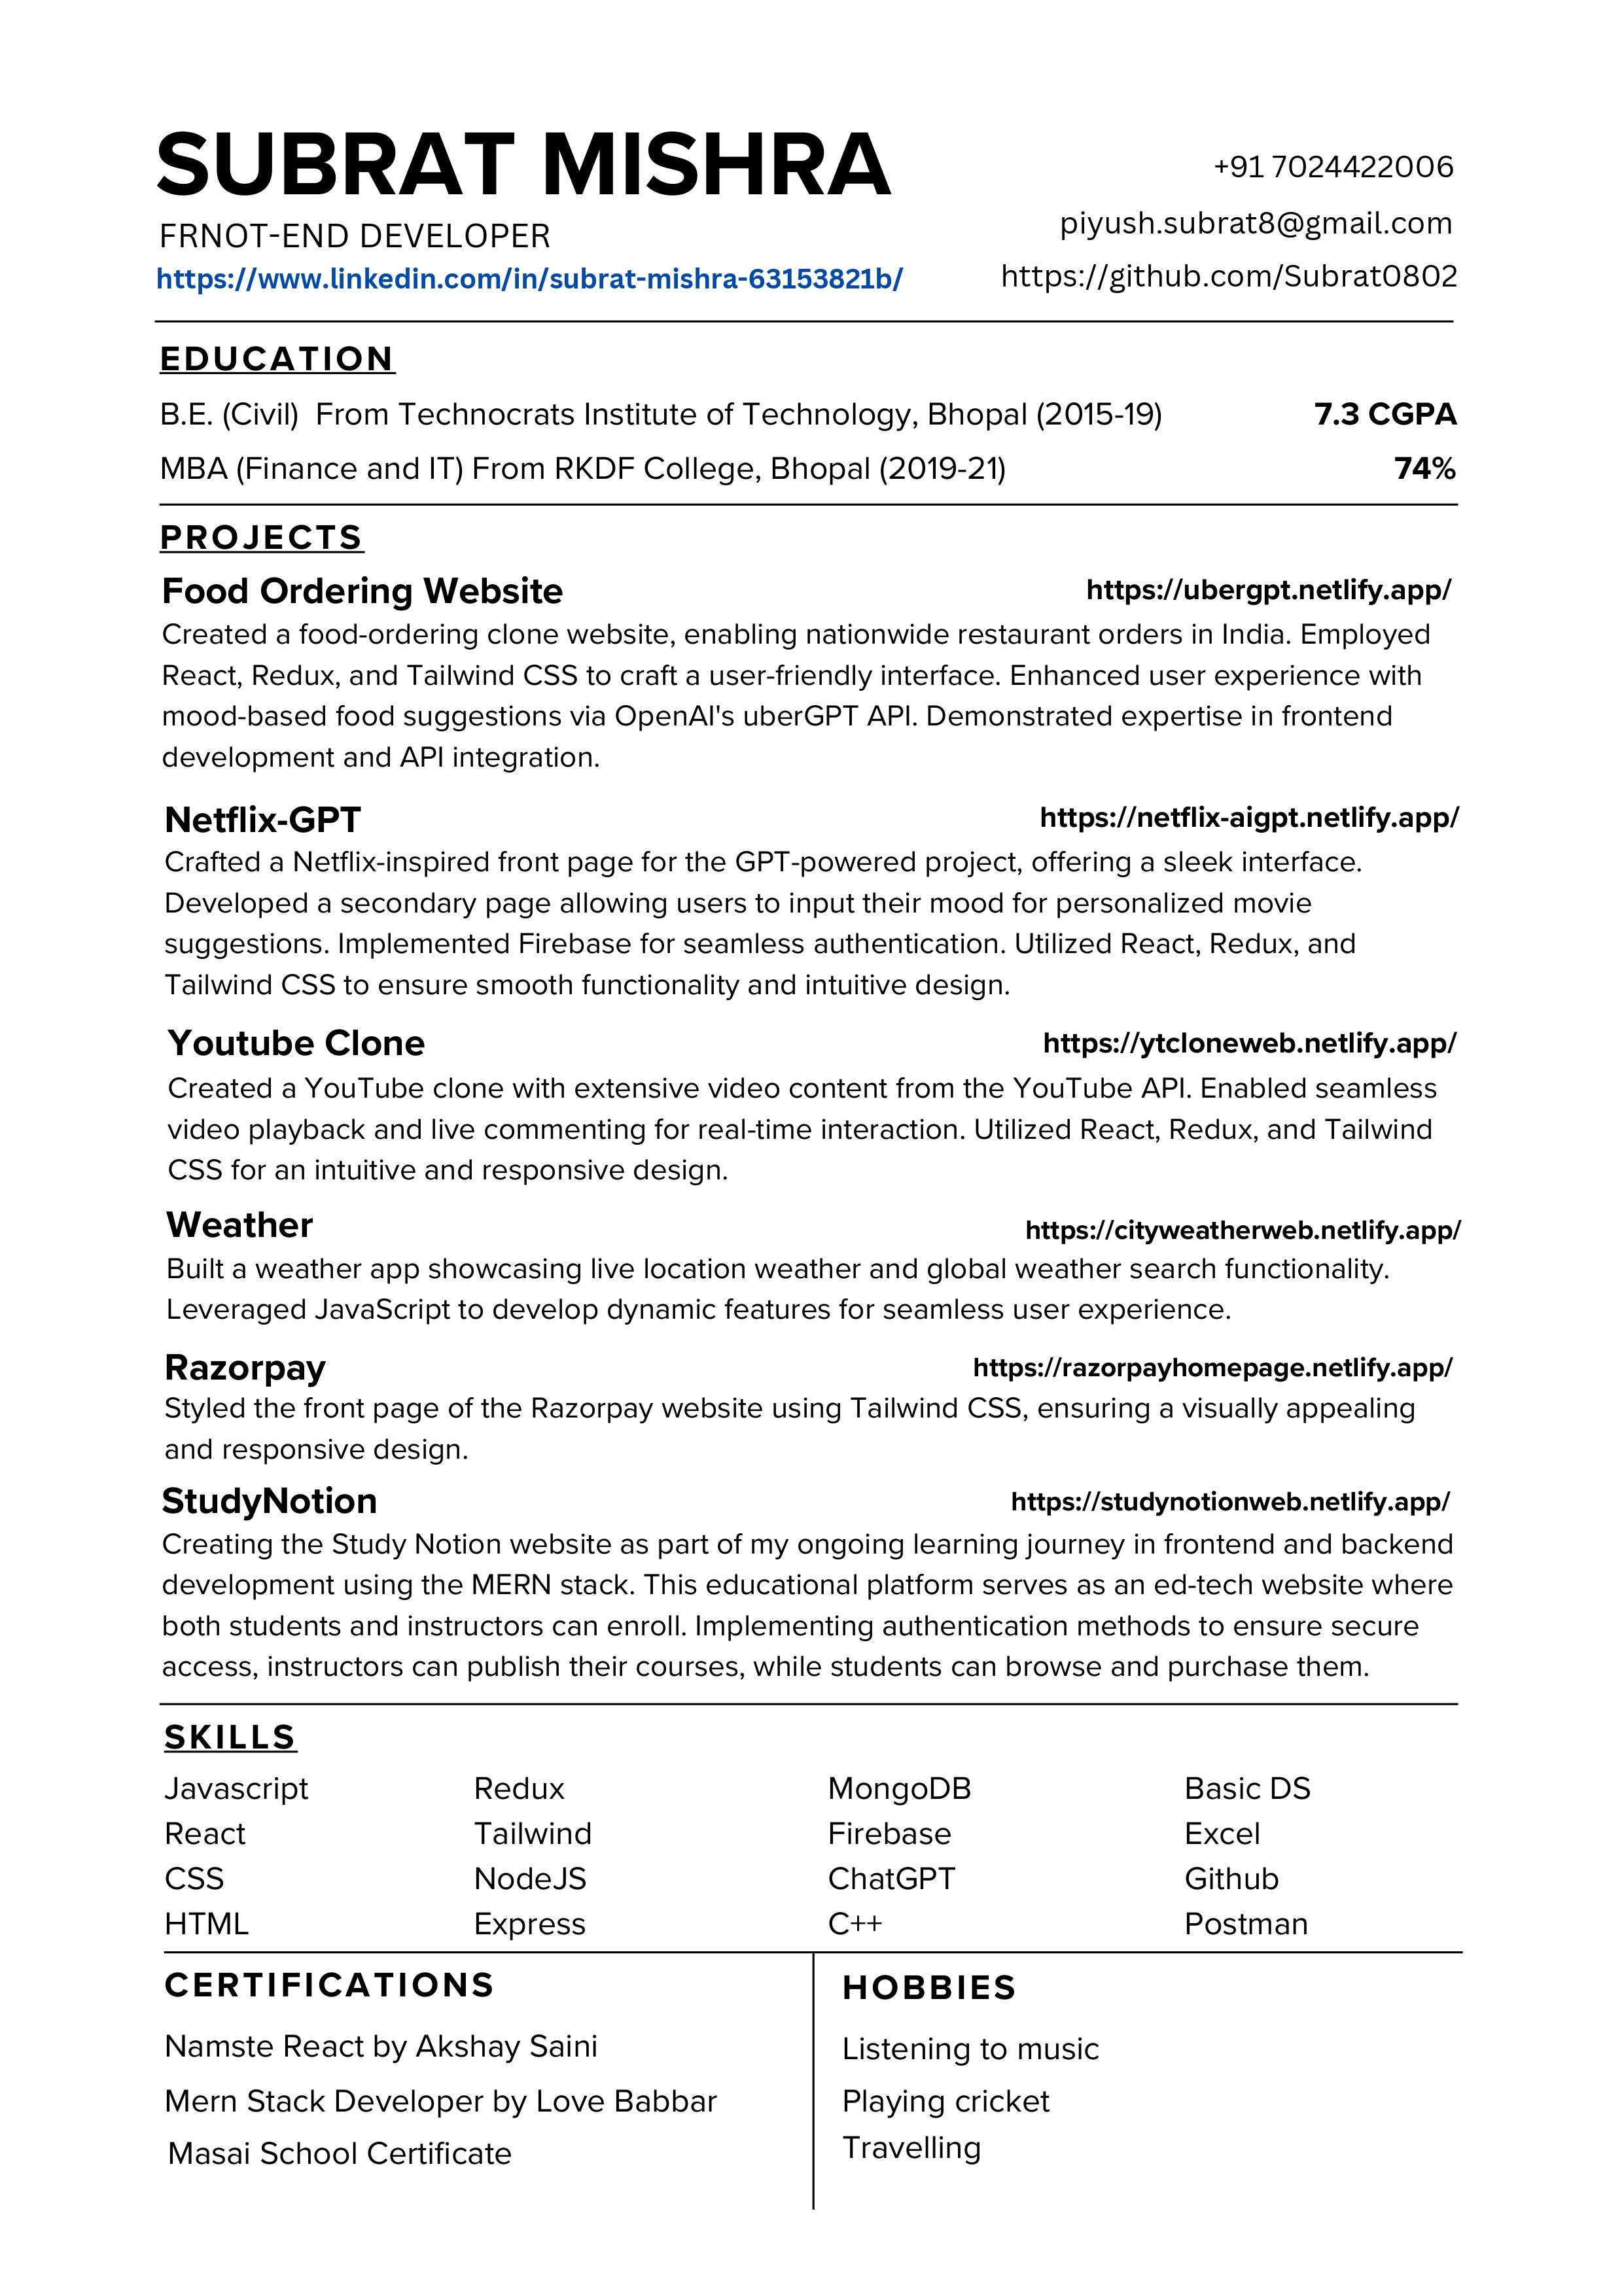 SUBRAT MISHRA
FRNOT-END DEVELOPER
https://www.linkedin.com/in/subrat-mishra-63153821b/
+91 7024422006
piyush.subrat8@gmail.com
https://github.com/Subrat0802
EDUCATION
B.E. (Civil)  From Technocrats Institute of Technology, Bhopal (2015-19) 7.3 CGPA
MBA (Finance and IT) From RKDF College, Bhopal (2019-21) 74%
PROJECTS
Food Ordering Website https://ubergpt.netlify.app/
Created a food-ordering clone website, enabling nationwide restaurant orders in India. Employed
React, Redux, and Tailwind CSS to craft a user-friendly interface. Enhanced user experience with
mood-based food suggestions via OpenAI's uberGPT API. Demonstrated expertise in frontend
development and API integration.
Netflix-GPT https://netflix-aigpt.netlify.app/
Crafted a Netflix-inspired front page for the GPT-powered project, offering a sleek interface.
Developed a secondary page allowing users to input their mood for personalized movie
suggestions. Implemented Firebase for seamless authentication. Utilized React, Redux, and
Tailwind CSS to ensure smooth functionality and intuitive design.
Youtube Clone https://ytcloneweb.netlify.app/
Created a YouTube clone with extensive video content from the YouTube API. Enabled seamless
video playback and live commenting for real-time interaction. Utilized React, Redux, and Tailwind
CSS for an intuitive and responsive design.
Weather https://cityweatherweb.netlify.app/
Built a weather app showcasing live location weather and global weather search functionality.
Leveraged JavaScript to develop dynamic features for seamless user experience.
Razorpay https://razorpayhomepage.netlify.app/
Styled the front page of the Razorpay website using Tailwind CSS, ensuring a visually appealing
and responsive design.
StudyNotion https://studynotionweb.netlify.app/
Creating the Study Notion website as part of my ongoing learning journey in frontend and backend
development using the MERN stack. This educational platform serves as an ed-tech website where
both students and instructors can enroll. Implementing authentication methods to ensure secure
access, instructors can publish their courses, while students can browse and purchase them.
SKILLS
Javascript Redux MongoDB Basic DS
React Tailwind Firebase Excel
CSS NodeJS ChatGPT Github
HTML Express C++ Postman
CERTIFICATIONS
Namste React by Akshay Saini
Mern Stack Developer by Love Babbar
Masai School Certificate
HOBBIES
Listening to music
Playing cricket
Travelling